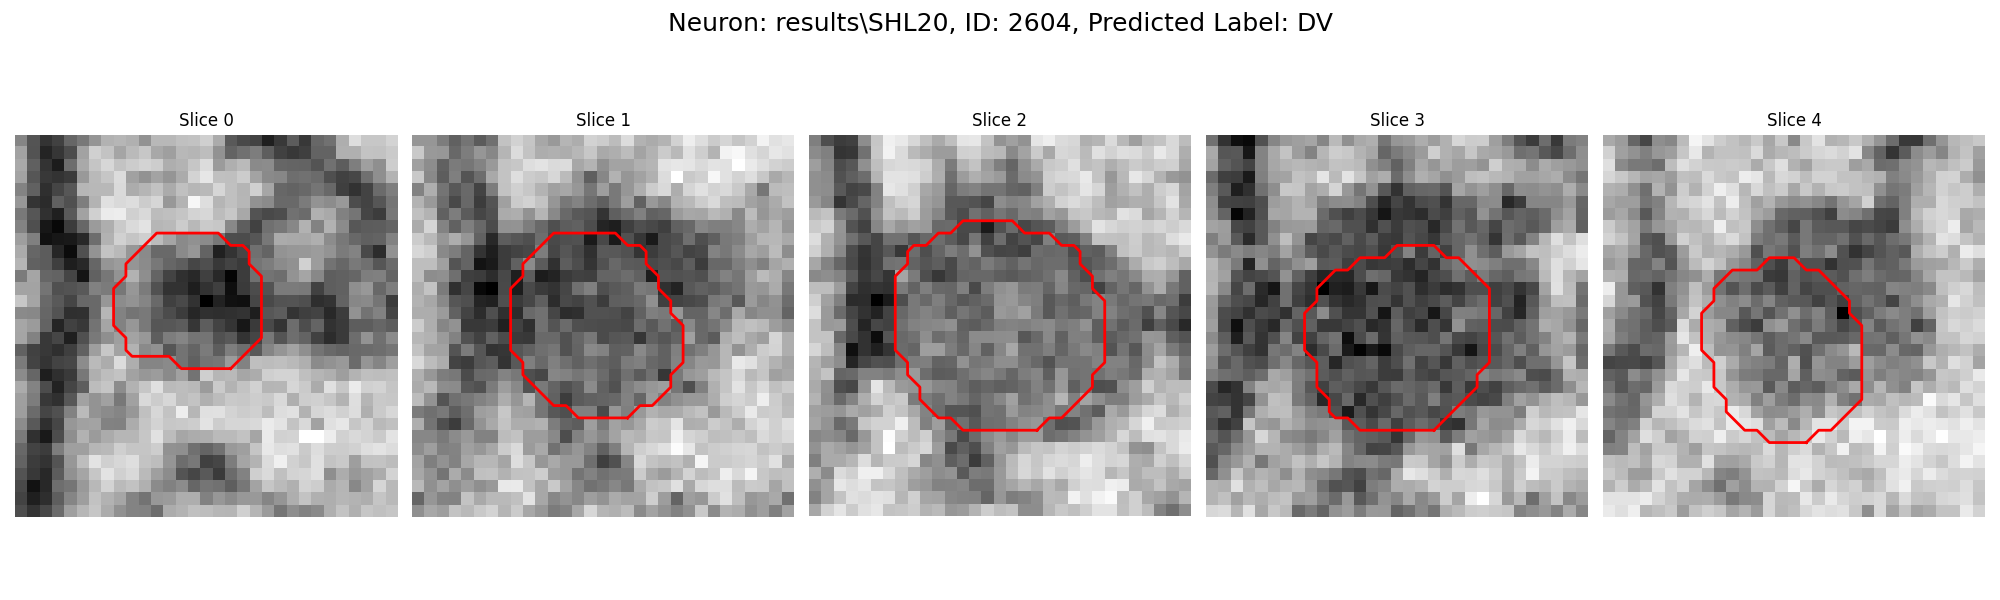 Neuron: results\SHL20, ID: 2604, Predicted Label: DV
Slice 0
Slice 1
Slice 2
Slice 3
Slice 4